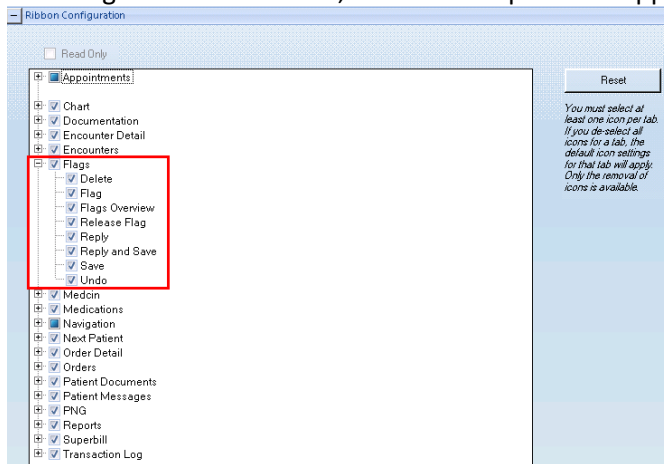 Ribbon Configuration
Read Only
Appointments
Chart
Documentation
Encounter Detail
Encounters
Flags
Delete
Flag
Flags Overview
Release Flag
Reply
Reply and Save
Save
Undo
Medcin
Medications
Navigation
Next Patient
Order Detail
Orders
Patient Documents
Patient Messages
PNG
Reports
Superbill
Transaction Log
Reset
You must select at
least one icon per tab.
If you de-select all
icons for a tab, the
default icon settings
for that tab will apply.
Only the removal of
icons is available.